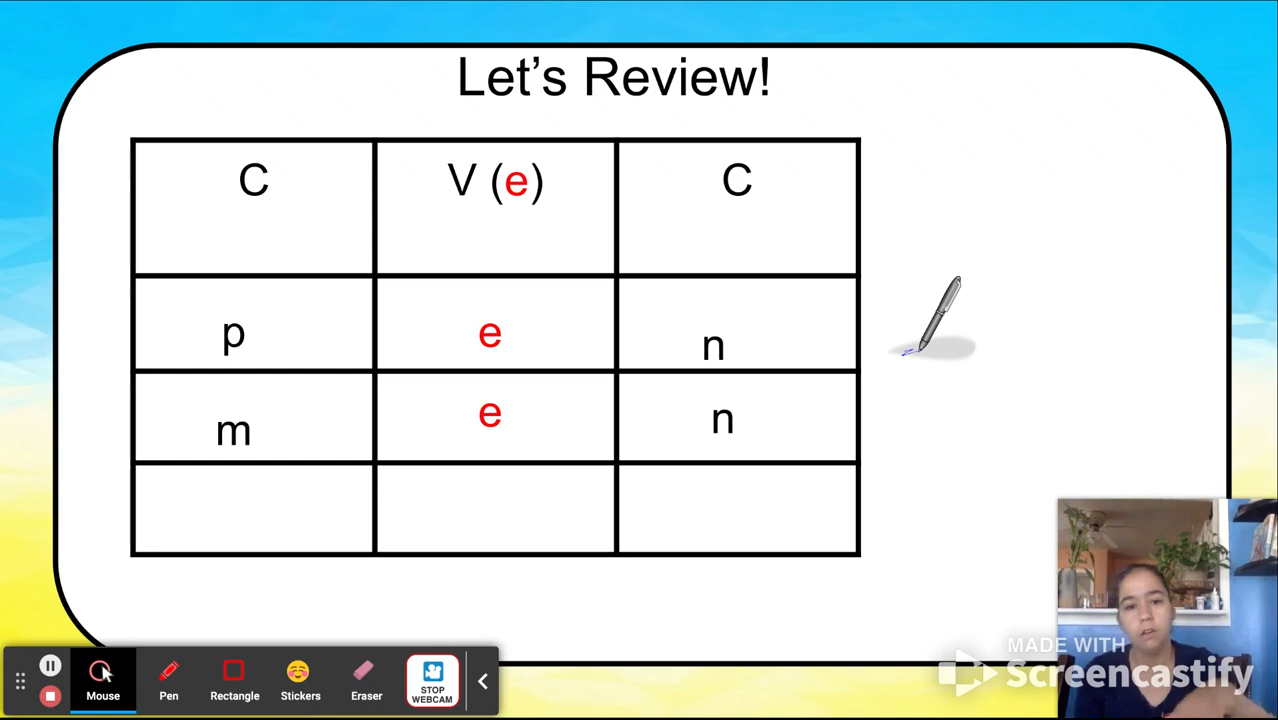 Let's Review!
C V (e) C
p e n
m e n
MADE WITH
Screencastify
Mouse Pen Rectangle Stickers Eraser STOP
WEBCAM